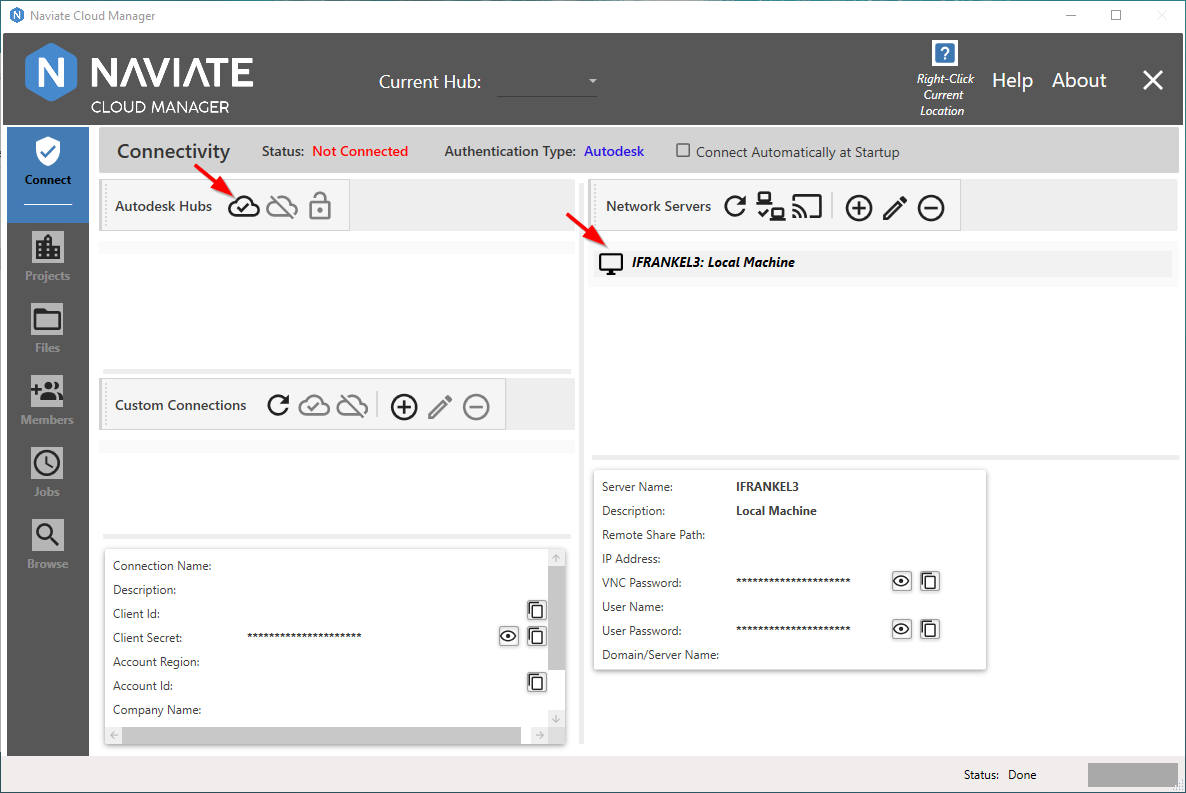 Naviate Cloud Manager
N NAVIATE
CLOUD MANAGER
Current Hub:
?
Right-Click
Current
Location
Help
About
Connect
Projects
Files
Members
Jobs
Browse
Connectivity
Status: Not Connected
Authentication Type: Autodesk
Connect Automatically at Startup
Autodesk Hubs
Custom Connections
Connection Name:
Description:
Client Id:
Client Secret: *********************
Account Region:
Account Id:
Company Name:
Network Servers
IFRANKEL3: Local Machine
Server Name: IFRANKEL3
Description: Local Machine
Remote Share Path:
IP Address:
VNC Password: *********************
User Name:
User Password: *********************
Domain/Server Name:
Status: Done